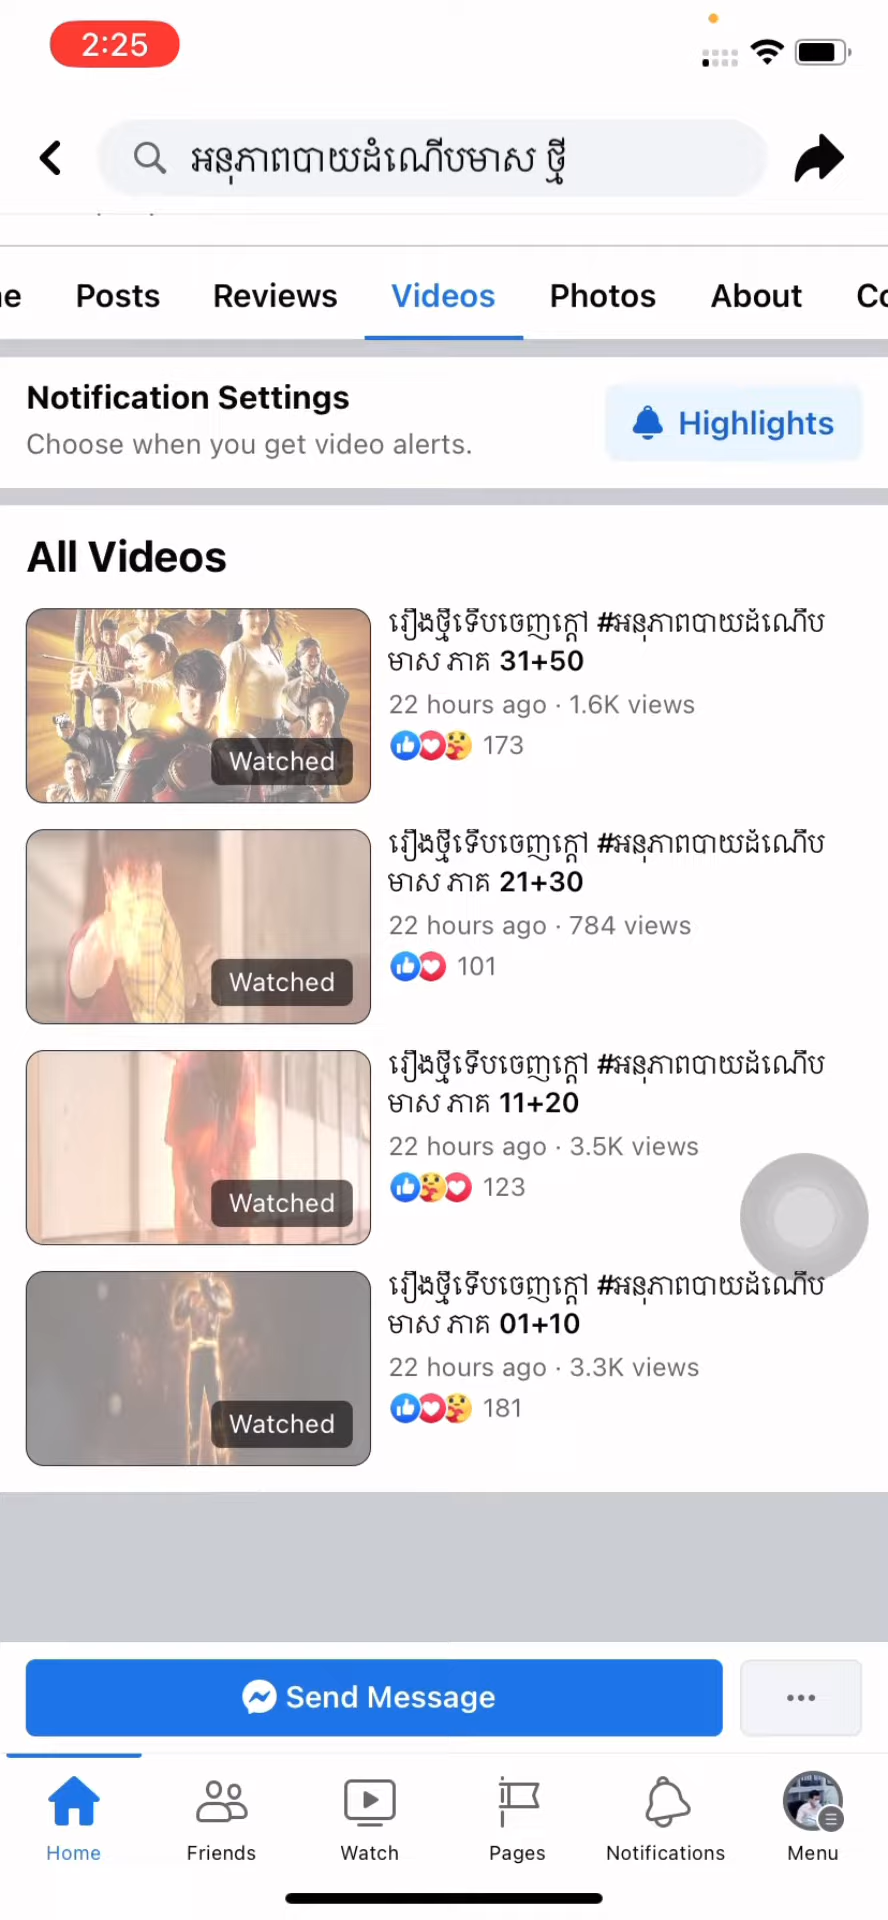 2:25
អនុភាពបាយដំណើបមាស ថ្មី
Posts Reviews Videos Photos About
Notification Settings
Choose when you get video alerts.
Highlights
All Videos
រឿងថ្មីទើបចេញក្ដៅ #អនុភាពបាយដំណើប
មាស ភាគ 31+50
22 hours ago · 1.6K views
173
Watched
រឿងថ្មីទើបចេញក្ដៅ #អនុភាពបាយដំណើប
មាស ភាគ 21+30
22 hours ago · 784 views
101
Watched
រឿងថ្មីទើបចេញក្ដៅ #អនុភាពបាយដំណើប
មាស ភាគ 11+20
22 hours ago · 3.5K views
123
Watched
រឿងថ្មីទើបចេញក្ដៅ #អនុភាពបាយដំណើប
មាស ភាគ 01+10
22 hours ago · 3.3K views
181
Watched
Send Message
Home Friends Watch Pages Notifications Menu